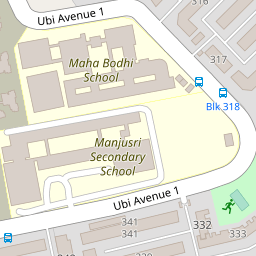 Ubi Avenue 1
316
317
Maha Bodhi
School
Blk 318
Manjusri
Secondary
School
Ubi Avenue 1
341
341
332
333